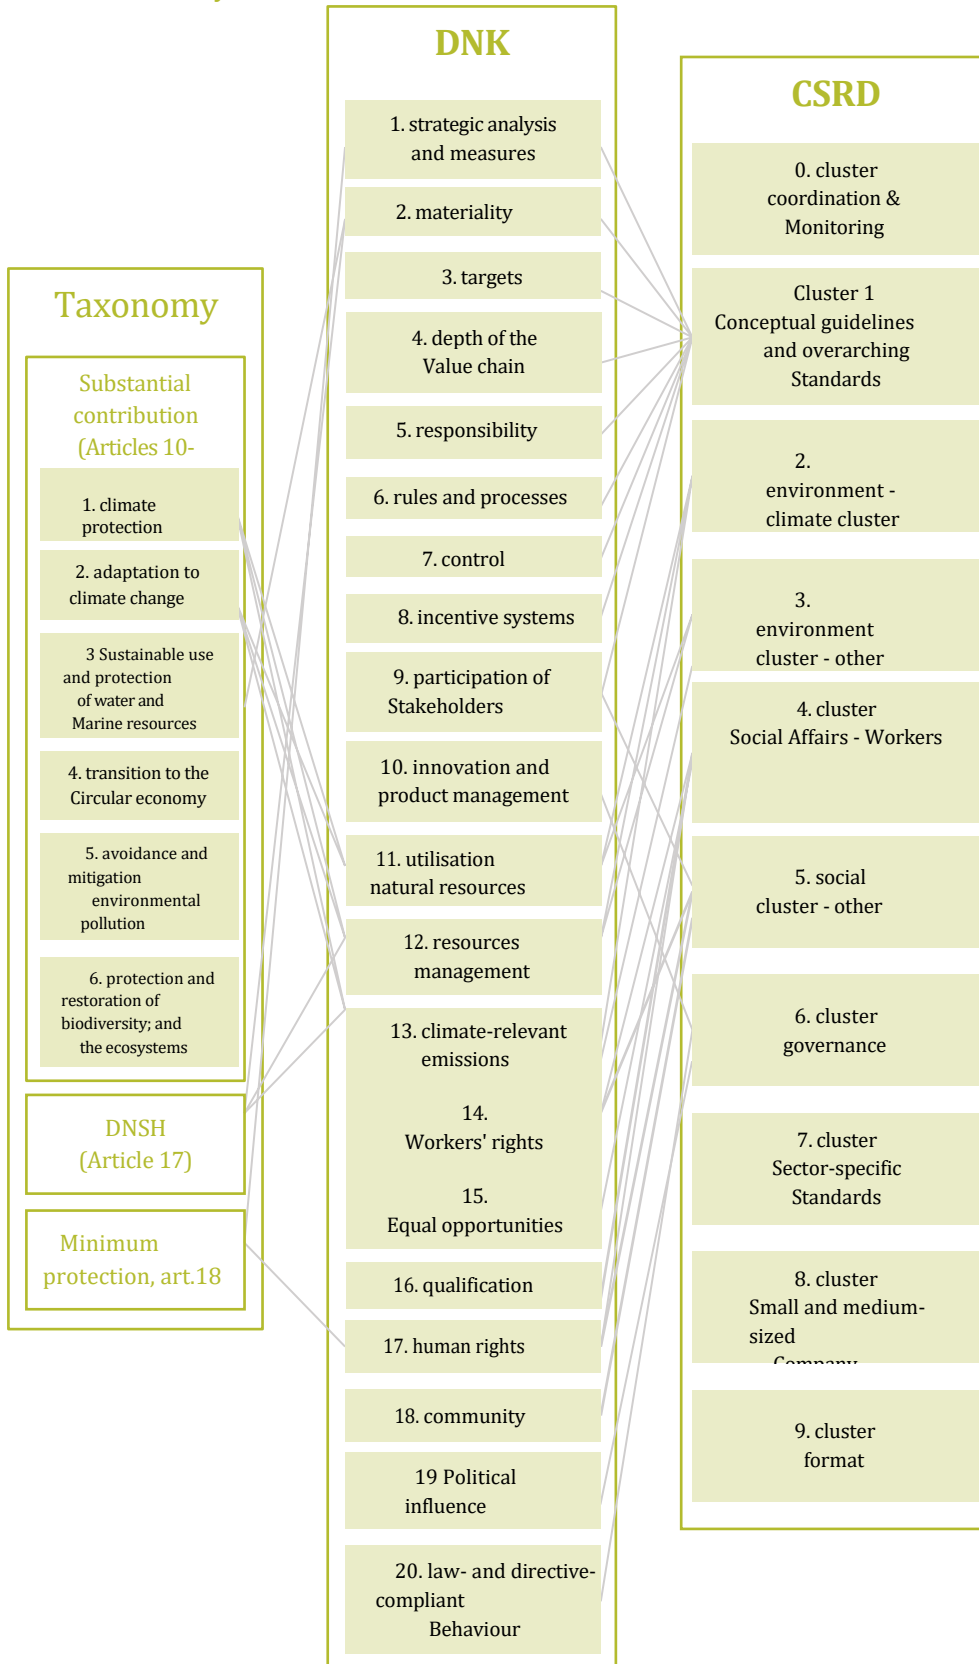 Taxonomy
Substantial
contribution
(Articles 10-
1. climate
protection
2. adaptation to
climate change
3 Sustainable use
and protection
of water and
Marine resources
4. transition to the
Circular economy
5. avoidance and
mitigation
environmental
pollution
6. protection and
restoration of
biodiversity; and
the ecosystems
DNSH
(Article 17)
Minimum
protection, art.18
DNK
1. strategic analysis
and measures
2. materiality
3. targets
4. depth of the
Value chain
5. responsibility
6. rules and processes
7. control
8. incentive systems
9. participation of
Stakeholders
10. innovation and
product management
11. utilisation
natural resources
12. resources
management
13. climate-relevant
emissions
14.
Workers' rights
15.
Equal opportunities
16. qualification
17. human rights
18. community
19 Political
influence
20. law- and directive-
compliant
Behaviour
CSRD
0. cluster
coordination &
Monitoring
Cluster 1
Conceptual guidelines
and overarching
Standards
2.
environment -
climate cluster
3.
environment
cluster - other
4. cluster
Social Affairs - Workers
5. social
cluster - other
6. cluster
governance
7. cluster
Sector-specific
Standards
8. cluster
Small and medium-
sized
Company
9. cluster
format